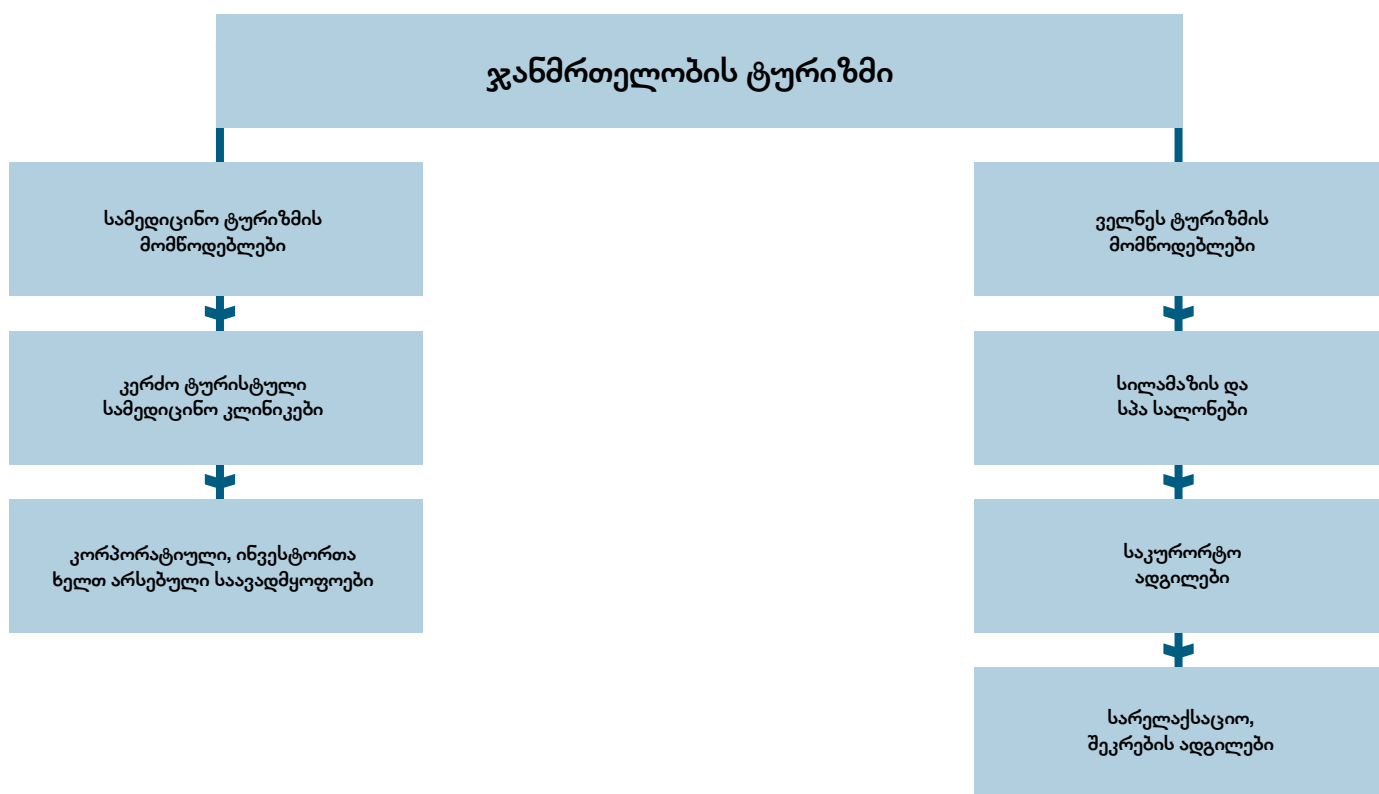 ჯანმრთელობის ტურიზმი
სამედიცინო ტურიზმის
მომწოდებლები
კერძო ტურისტული
სამედიცინო კლინიკები
კორპორატიული, ინვესტორთა
ხელთ არსებული საავადმყოფოები
ველნეს ტურიზმის
მომწოდებლები
სილამაზის და
სპა სალონები
საკურორტო
ადგილები
სარელაქსაციო,
შეკრების ადგილები